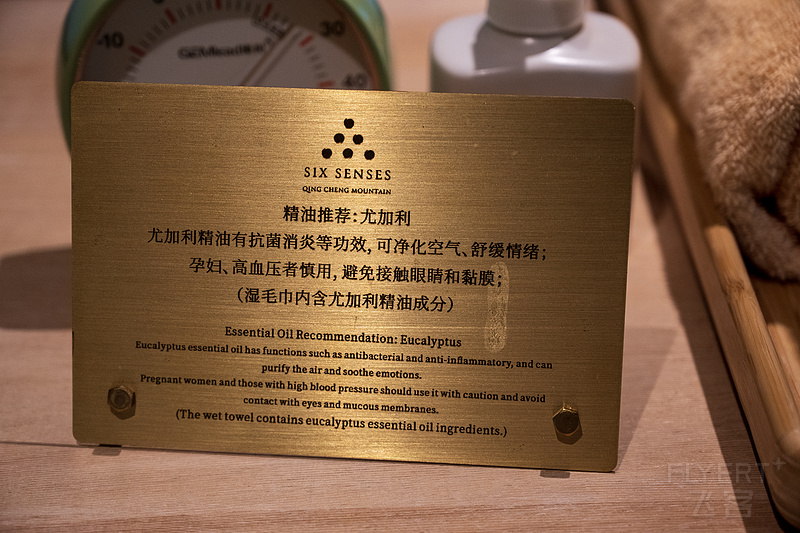 -10
30
40
SIX SENSES
QING CHENG MOUNTAIN
精油推荐:尤加利
尤加利精油有抗菌消炎等功效,可净化空气、舒缓情绪;
孕妇、高血压者慎用,避免接触眼睛和黏膜;
(湿毛巾内含尤加利精油成分)
Essential Oil Recommendation: Eucalyptus
Eucalyptus essential oil has functions such as antibacterial and anti-inflammatory, and can
purify the air and soothe emotions.
Pregnant women and those with high blood pressure should use it with caution and avoid
contact with eyes and mucous membranes.
(The wet towel contains eucalyptus essential oil ingredients.)
FLYERT+
飞客